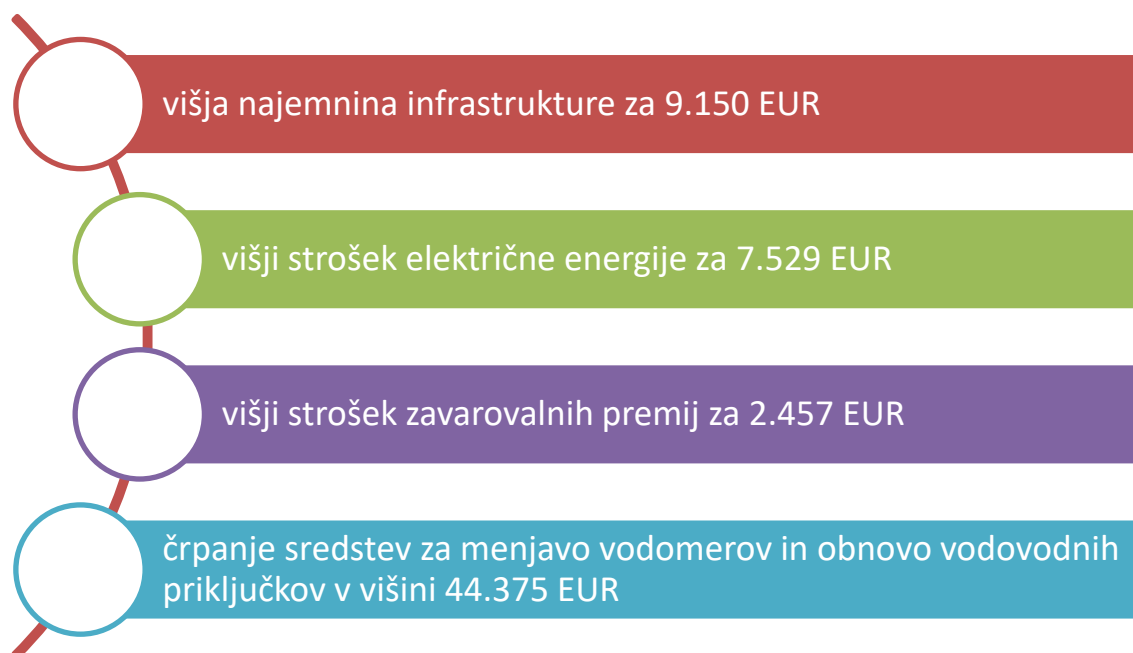 višja najemnina infrastrukture za 9.150 EUR
višji strošek električne energije za 7.529 EUR
višji strošek zavarovalnih premij za 2.457 EUR
črpanje sredstev za menjavo vodomerov in obnovo vodovodnih
priključkov v višini 44.375 EUR